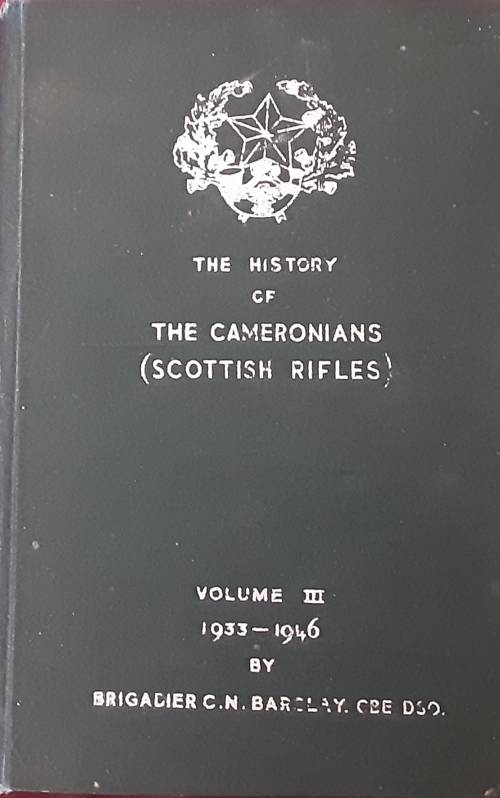 THE HISTORY
OF
THE CAMERONIANS
(SCOTTISH RIFLES)
VOLUME III
1933-1946
BY
BRIGADIER C.N. BARCLAY. CBE DSO.